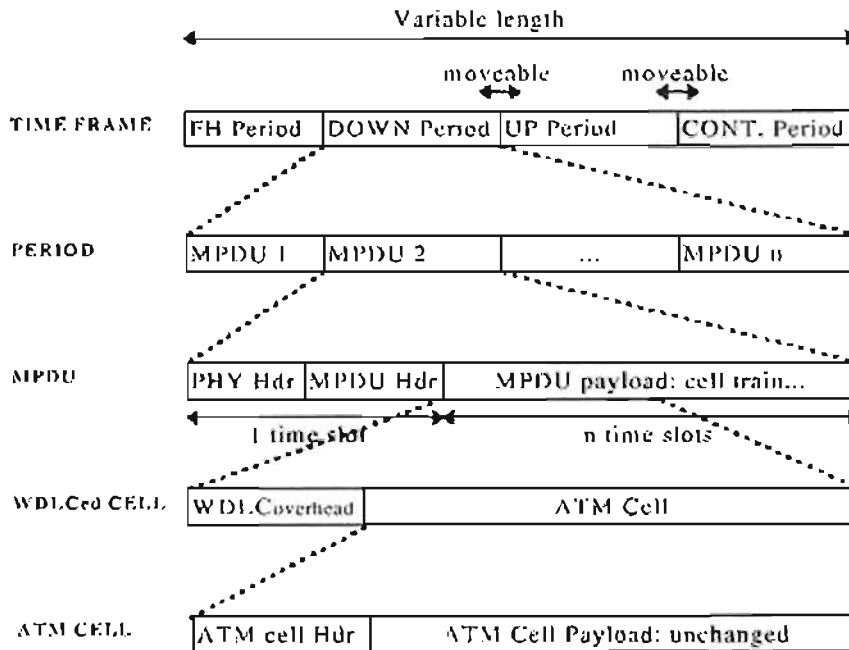 Variable length
moveable moveable
TIME FRAME FH Period DOWN Period UP Period CONT. Period
PERIOD MPDU 1 MPDU 2 ... MPDU n
MPDU PHY Hdr MPDU Hdr MPDU payload: cell train...
1 time slot n time slots
WDLCed CELL WDLCoverhead ATM Cell
ATM CELL ATM cell Hdr ATM Cell Payload: unchanged